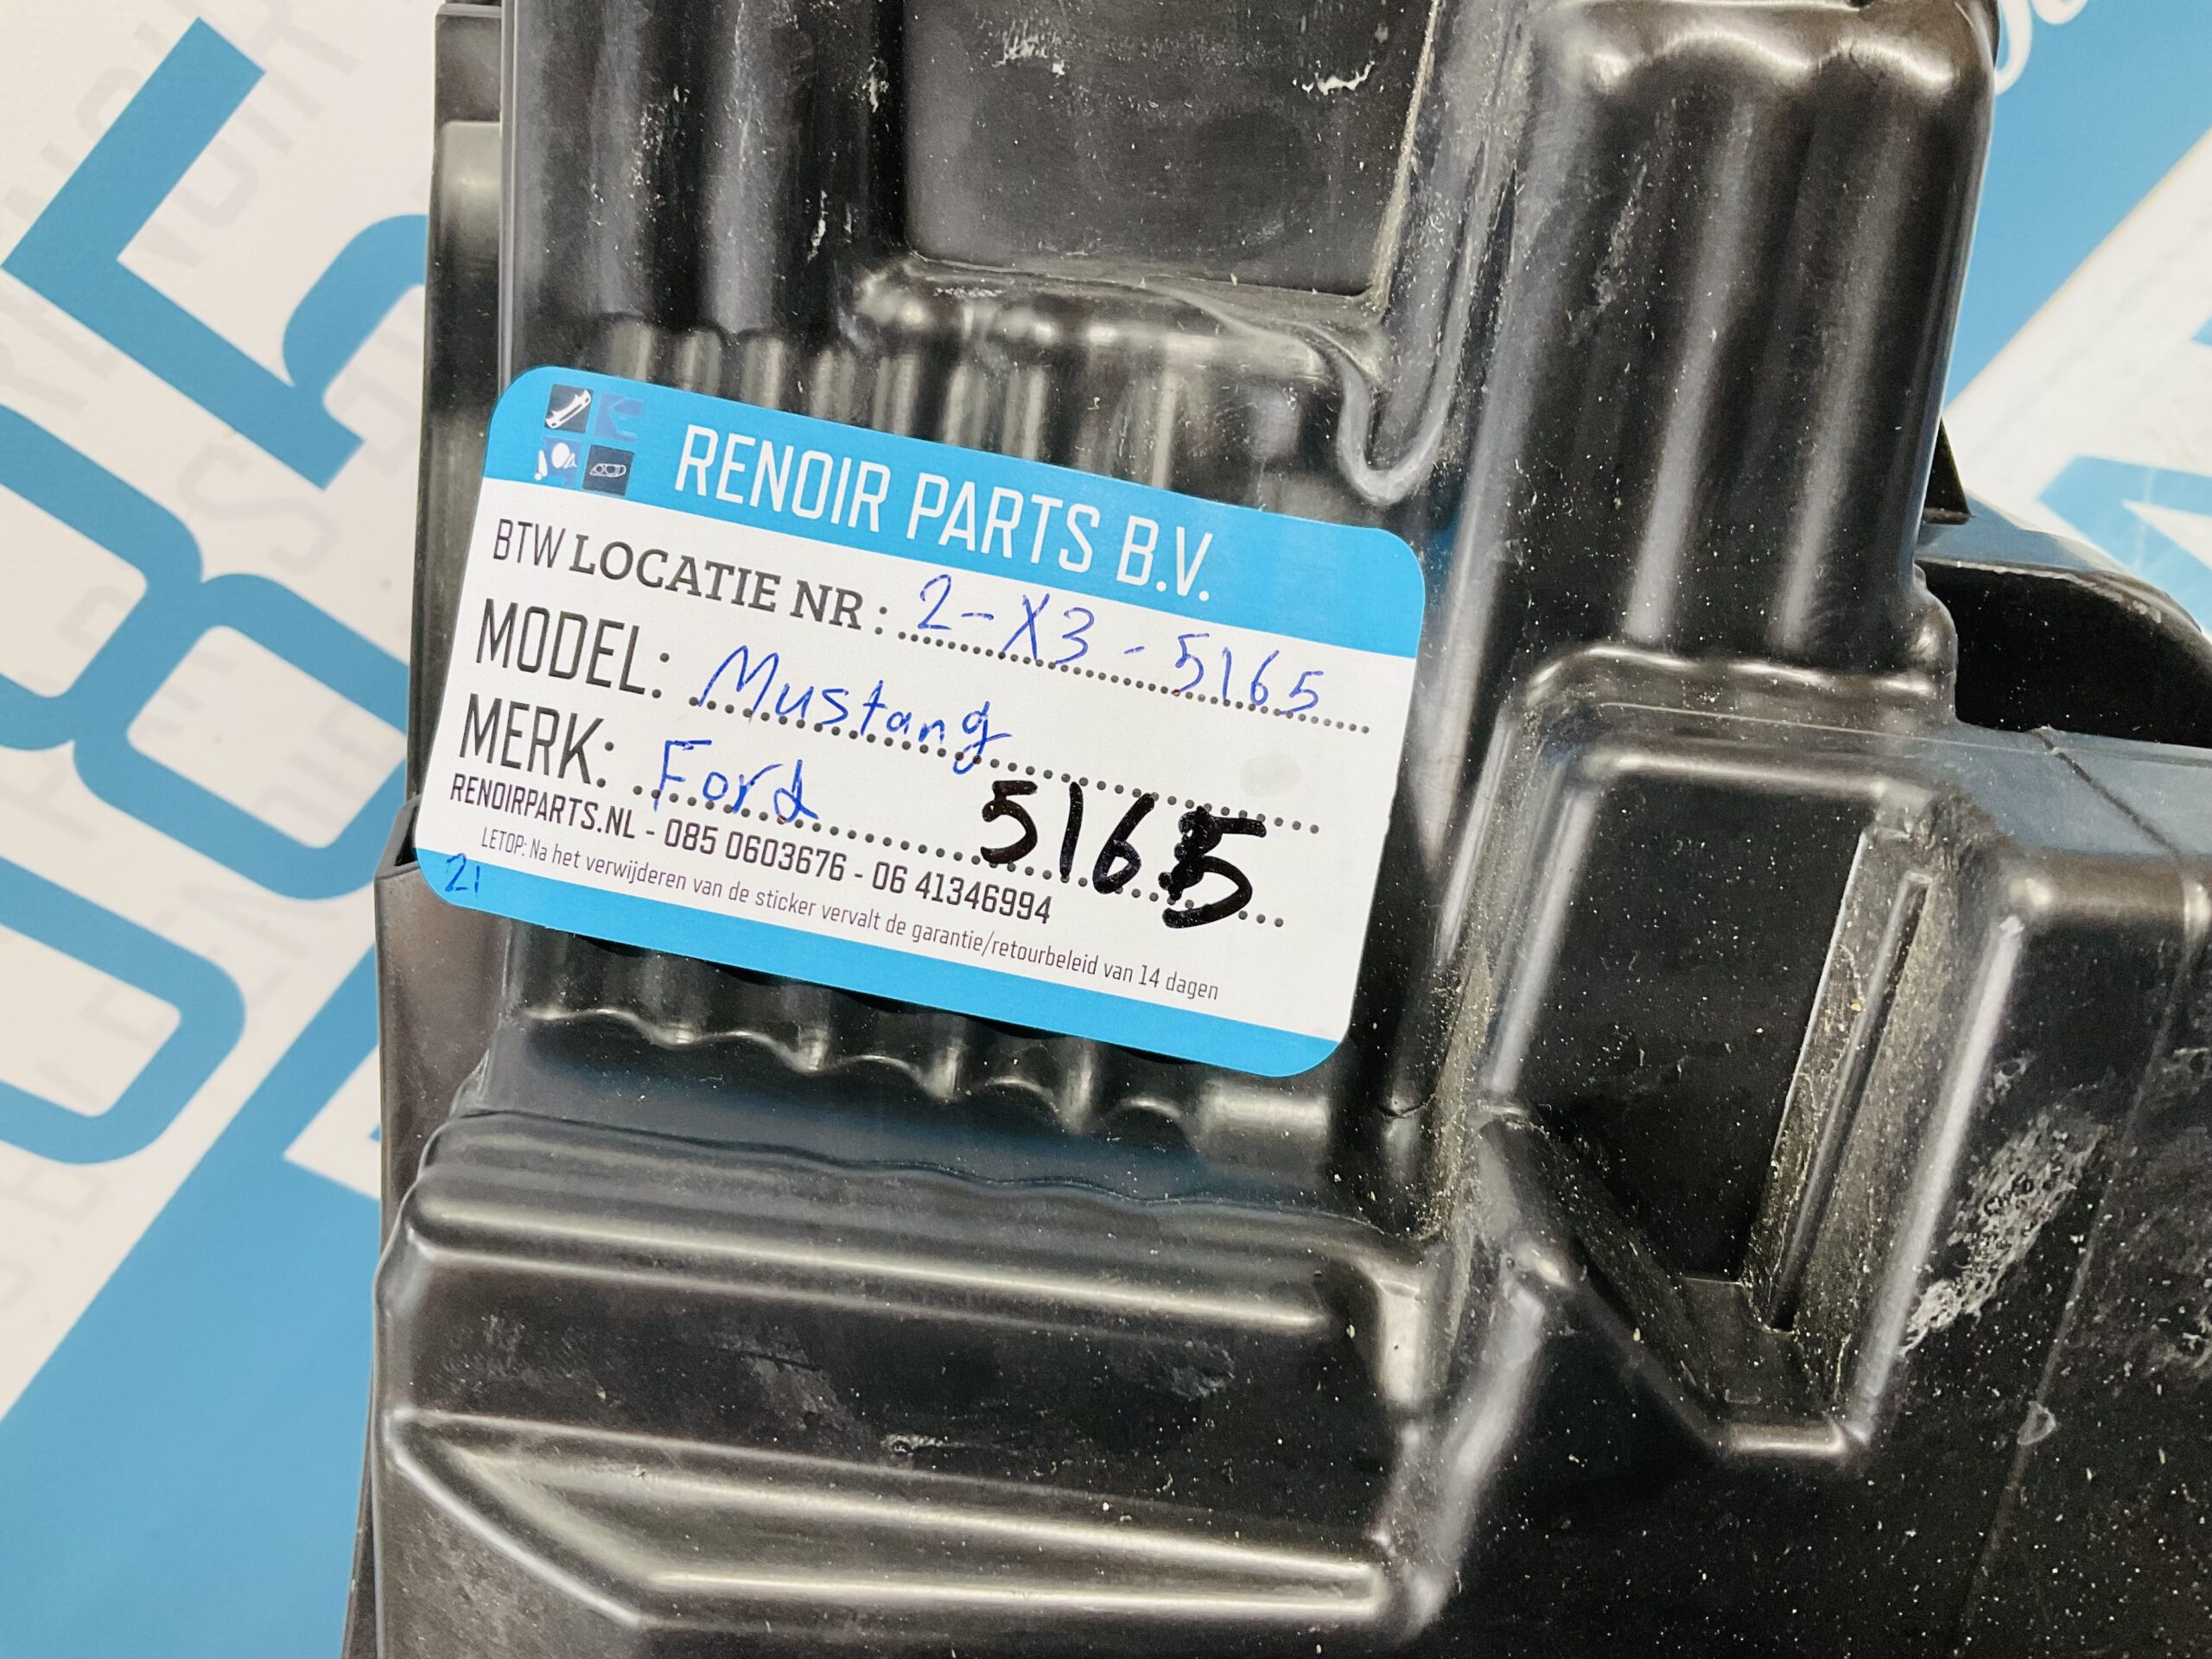 RENOIR PARTS B.V.
BTW LOCATIE NR : 2-X3-5165
MODEL: Mustang
MERK: Ford
5165
RENOIRPARTS.NL - 085 0603676 - 06 41346994
LETOP: Na het verwijderen van de sticker vervalt de garantie/retourbeleid van 14 dagen
21